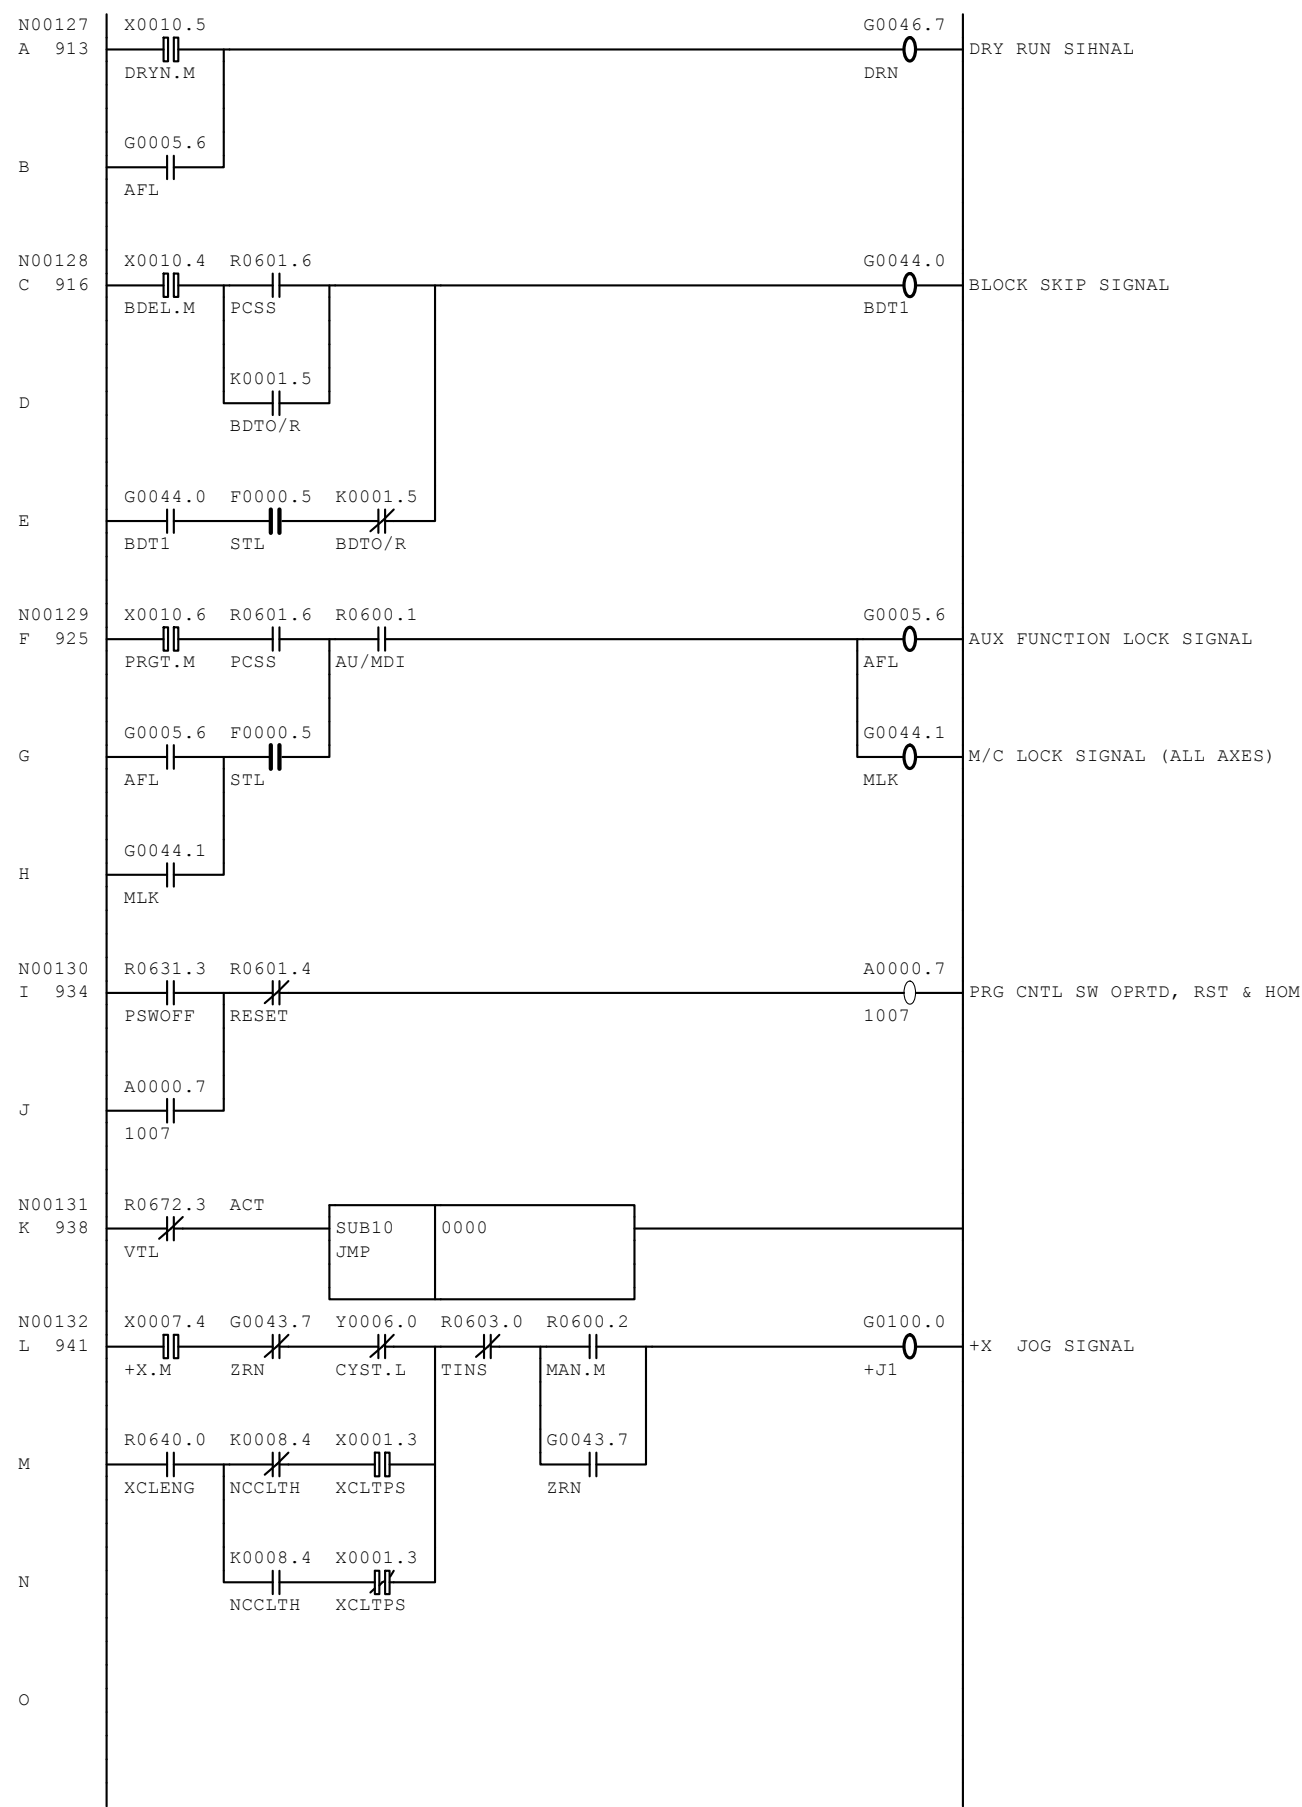 N00127 X0010.5 G0046.7
A 913 DRY RUN SIHNAL
DRYN.M DRN
G0005.6
B
AFL
N00128 X0010.4 R0601.6 G0044.0
C 916 BLOCK SKIP SIGNAL
BDEL.M PCSS BDT1
K0001.5
D
BDTO/R
G0044.0 F0000.5 K0001.5
E
BDT1 STL BDTO/R
N00129 X0010.6 R0601.6 R0600.1 G0005.6
F 925 AUX FUNCTION LOCK SIGNAL
PRGT.M PCSS AU/MDI AFL
G0005.6 F0000.5 G0044.1
G M/C LOCK SIGNAL (ALL AXES)
AFL STL MLK
G0044.1
H
MLK
N00130 R0631.3 R0601.4 A0000.7
I 934 PRG CNTL SW OPRTD, RST & HOM
PSWOFF RESET 1007
A0000.7
J
1007
N00131 R0672.3 ACT
K 938 SUB10 0000
VTL JMP
N00132 X0007.4 G0043.7 Y0006.0 R0603.0 R0600.2 G0100.0
L 941 +X JOG SIGNAL
+X.M ZRN CYST.L TINS MAN.M +J1
R0640.0 K0008.4 X0001.3 G0043.7
M
XCLENG NCCLTH XCLTPS ZRN
K0008.4 X0001.3
N
NCCLTH XCLTPS
O